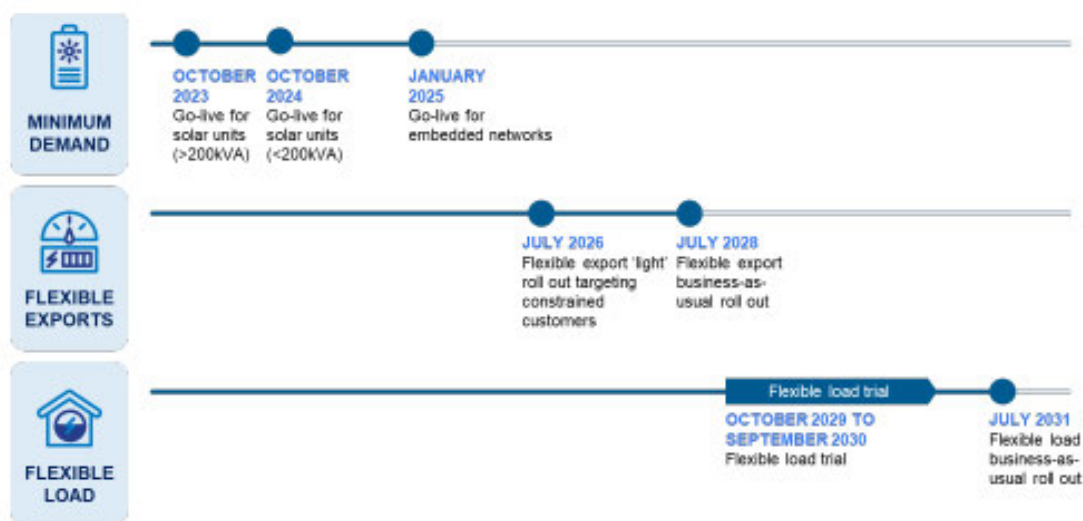 MINIMUM
DEMAND
OCTOBER
2023
Go-live for
solar units
(>200kVA)
OCTOBER
2024
Go-live for
solar units
(<200kVA)
JANUARY
2025
Go-live for
embedded networks
FLEXIBLE
EXPORTS
JULY 2026
Flexible export 'light'
roll out targeting
constrained
customers
JULY 2028
Flexible export
business-as-
usual roll out
FLEXIBLE
LOAD
Flexible load trial
OCTOBER 2029 TO
SEPTEMBER 2030
Flexible load trial
JULY 2031
Flexible load
business-as-
usual roll out